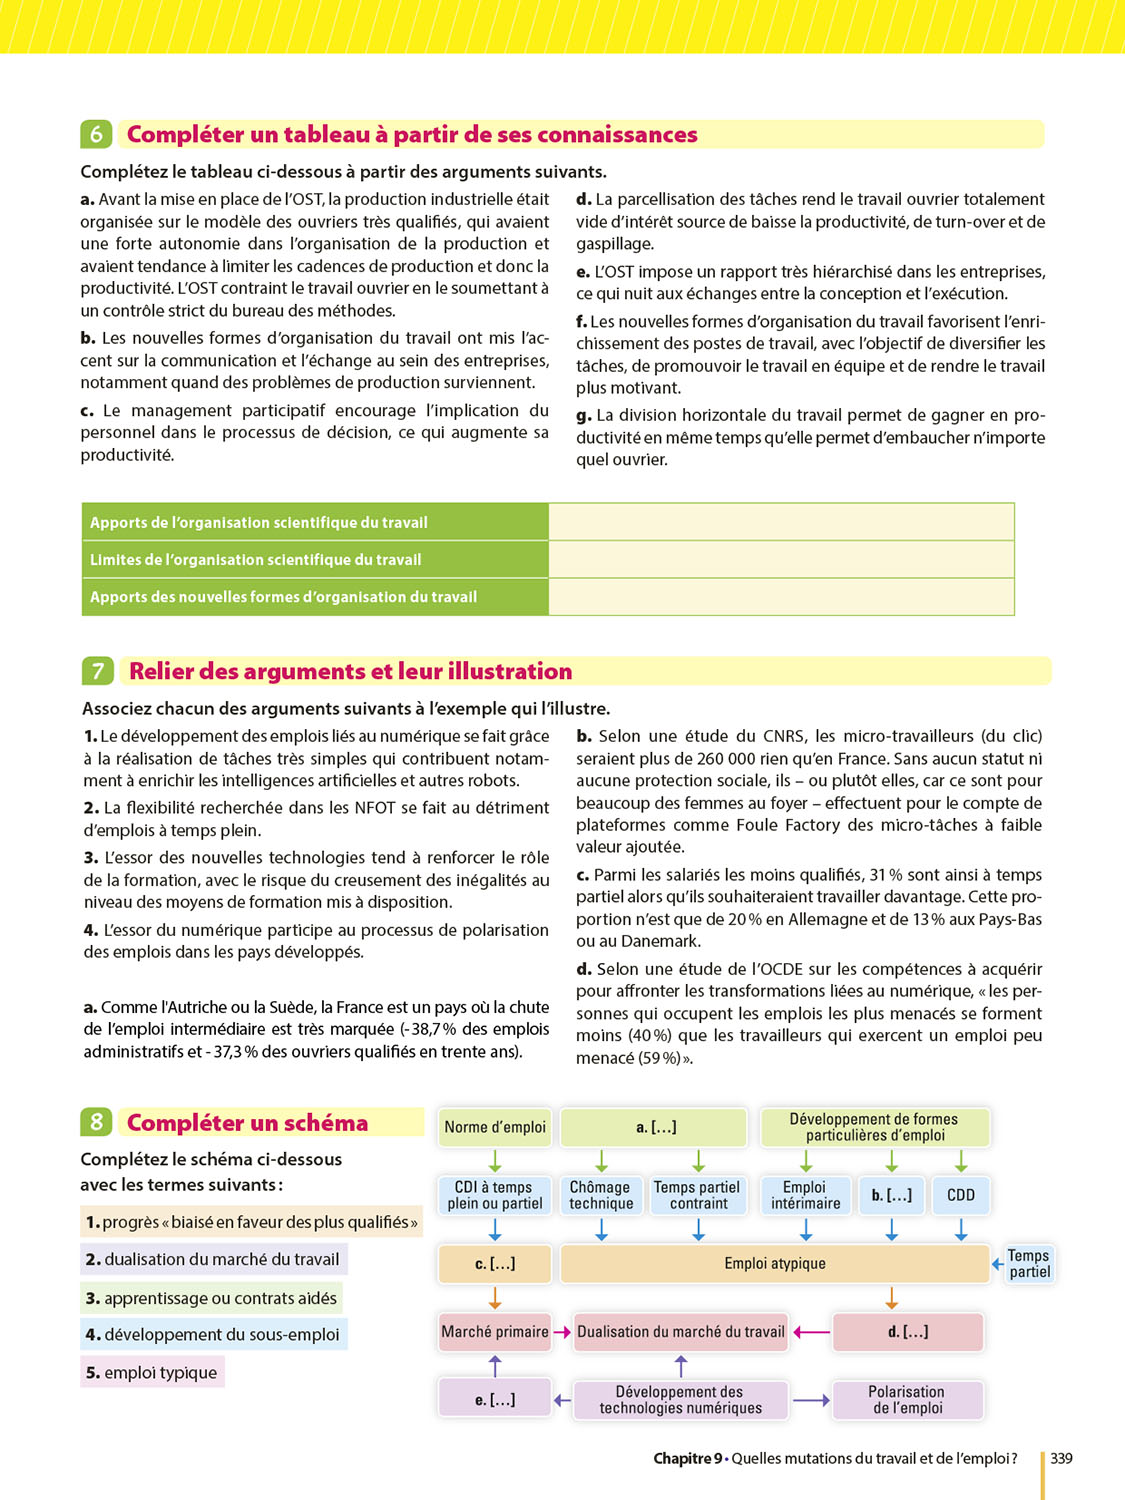 6 Compléter un tableau à partir de ses connaissances
Complétez le tableau ci-dessous à partir des arguments suivants.
a. Avant la mise en place de l'OST, la production industrielle était
organisée sur le modèle des ouvriers très qualifiés, qui avaient
une forte autonomie dans l'organisation de la production et
avaient tendance à limiter les cadences de production et donc la
productivité. L'OST contraint le travail ouvrier en le soumettant à
un contrôle strict du bureau des méthodes.
b. Les nouvelles formes d'organisation du travail ont mis l'ac-
cent sur la communication et l'échange au sein des entreprises,
notamment quand des problèmes de production surviennent.
c. Le management participatif encourage l'implication du
personnel dans le processus de décision, ce qui augmente sa
productivité.
d. La parcellisation des tâches rend le travail ouvrier totalement
vide d'intérêt source de baisse la productivité, de turn-over et de
gaspillage.
e. L'OST impose un rapport très hiérarchisé dans les entreprises,
ce qui nuit aux échanges entre la conception et l'exécution.
f. Les nouvelles formes d'organisation du travail favorisent l'enri-
chissement des postes de travail, avec l'objectif de diversifier les
tâches, de promouvoir le travail en équipe et de rendre le travail
plus motivant.
g. La division horizontale du travail permet de gagner en pro-
ductivité en même temps qu'elle permet d'embaucher n'importe
quel ouvrier.
Apports de l'organisation scientifique du travail
Limites de l'organisation scientifique du travail
Apports des nouvelles formes d'organisation du travail
7 Relier des arguments et leur illustration
Associez chacun des arguments suivants à l'exemple qui l'illustre.
1. Le développement des emplois liés au numérique se fait grâce
à la réalisation de tâches très simples qui contribuent notam-
ment à enrichir les intelligences artificielles et autres robots.
2. La flexibilité recherchée dans les NFOT se fait au détriment
d'emplois à temps plein.
3. L'essor des nouvelles technologies tend à renforcer le rôle
de la formation, avec le risque du creusement des inégalités au
niveau des moyens de formation mis à disposition.
4. L'essor du numérique participe au processus de polarisation
des emplois dans les pays développés.
a. Comme l'Autriche ou la Suède, la France est un pays où la chute
de l'emploi intermédiaire est très marquée (- 38,7 % des emplois
administratifs et - 37,3 % des ouvriers qualifiés en trente ans).
b. Selon une étude du CNRS, les micro-travailleurs (du clic)
seraient plus de 260 000 rien qu'en France. Sans aucun statut ni
aucune protection sociale, ils – ou plutôt elles, car ce sont pour
beaucoup des femmes au foyer – effectuent pour le compte de
plateformes comme Foule Factory des micro-tâches à faible
valeur ajoutée.
c. Parmi les salariés les moins qualifiés, 31 % sont ainsi à temps
partiel alors qu'ils souhaiteraient travailler davantage. Cette pro-
portion n'est que de 20 % en Allemagne et de 13 % aux Pays-Bas
ou au Danemark.
d. Selon une étude de l'OCDE sur les compétences à acquérir
pour affronter les transformations liées au numérique, « les per-
sonnes qui occupent les emplois les plus menacés se forment
moins (40 %) que les travailleurs qui exercent un emploi peu
menacé (59 %) ».
8 Compléter un schéma
Complétez le schéma ci-dessous
avec les termes suivants :
1. progrès « biaisé en faveur des plus qualifiés »
2. dualisation du marché du travail
3. apprentissage ou contrats aidés
4. développement du sous-emploi
5. emploi typique
Norme d'emploi
a. […]
Développement de formes
particulières d'emploi
CDI à temps
plein ou partiel
Chômage
technique
Temps partiel
contraint
Emploi
intérimaire
b. […]
CDD
c. […]
Emploi atypique
Temps
partiel
Marché primaire
Dualisation du marché du travail
d. […]
e. […]
Développement des
technologies numériques
Polarisation
de l'emploi
Chapitre 9 • Quelles mutations du travail et de l'emploi ? 339